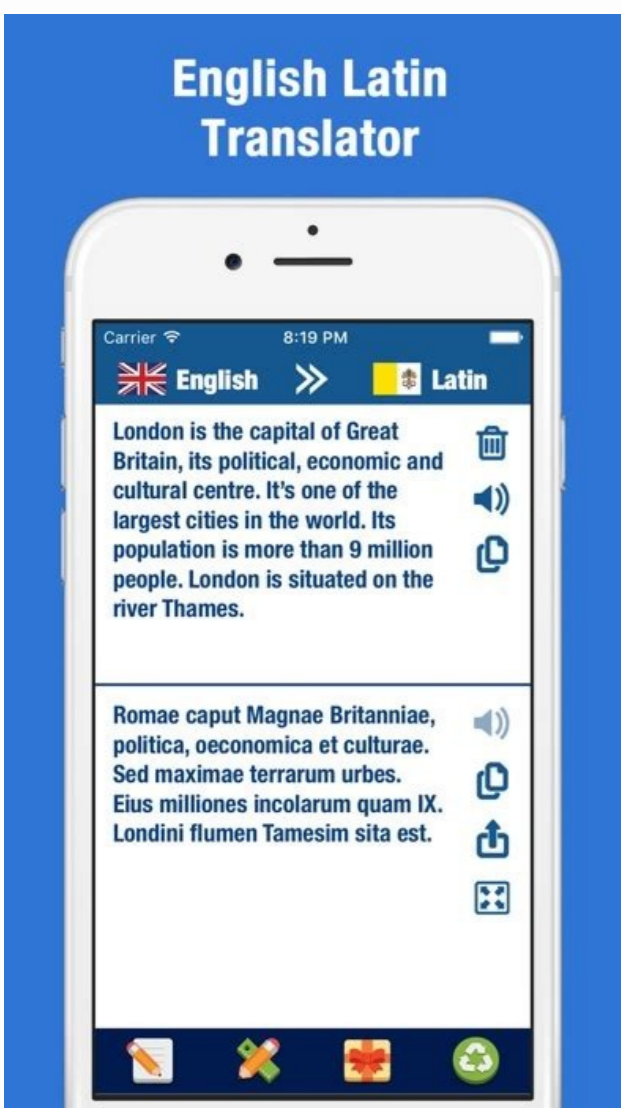 English Latin
Translator
Carrier
8:19 PM
English
Latin
London is the capital of Great
Britain, its political, economic and
cultural centre. It's one of the
largest cities in the world. Its
population is more than 9 million
people. London is situated on the
river Thames.
Romae caput Magnae Britanniae,
politica, oeconomica et culturae.
Sed maximae terrarum urbes.
Eius milliones incolarum quam IX.
Londini flumen Tamesim sita est.